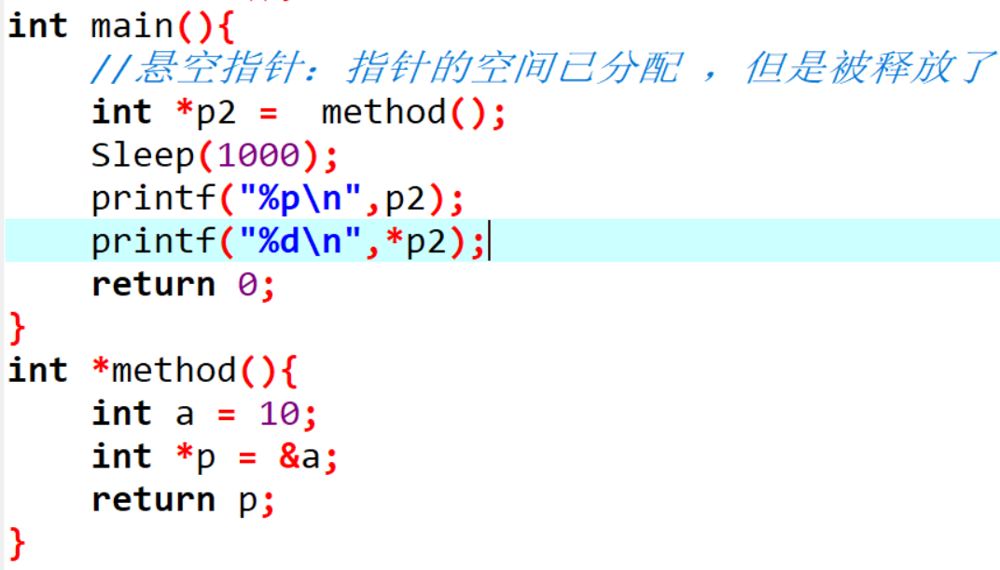 int main(){
//悬空指针：指针的空间已分配 ，但是被释放了
int *p2 =  method();
Sleep(1000);
printf("%p\n",p2);
printf("%d\n",*p2);
return 0;
}
int *method(){
int a = 10;
int *p = &a;
return p;
}